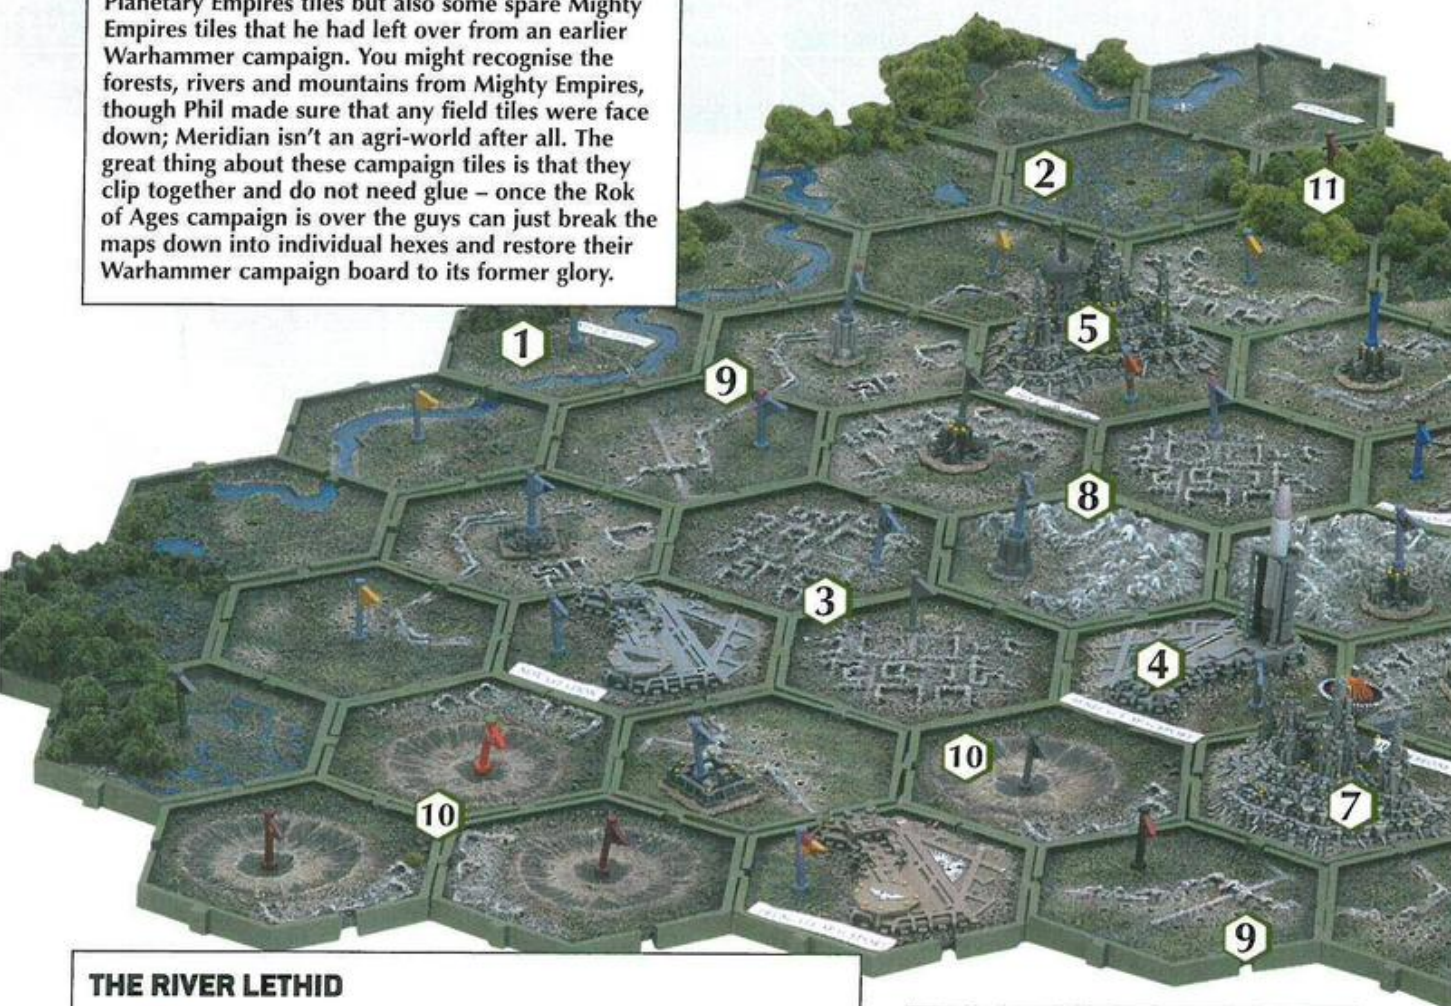 Planetary Empires tiles but also some spare Mighty
Empires tiles that he had left over from an earlier
Warhammer campaign. You might recognise the
forests, rivers and mountains from Mighty Empires,
though Phil made sure that any field tiles were face
down; Meridian isn't an agri-world after all. The
great thing about these campaign tiles is that they
clip together and do not need glue – once the Rok
of Ages campaign is over the guys can just break the
maps down into individual hexes and restore their
Warhammer campaign board to its former glory.
2
11
5
1
9
8
3
4
10
7
10
9
THE RIVER LETHID